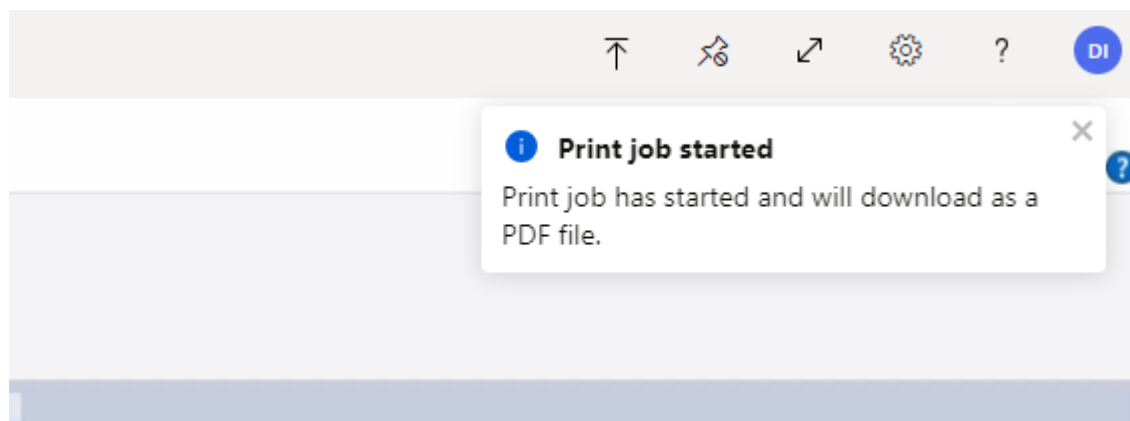 ?
DI
Print job started
Print job has started and will download as a
PDF file.
?